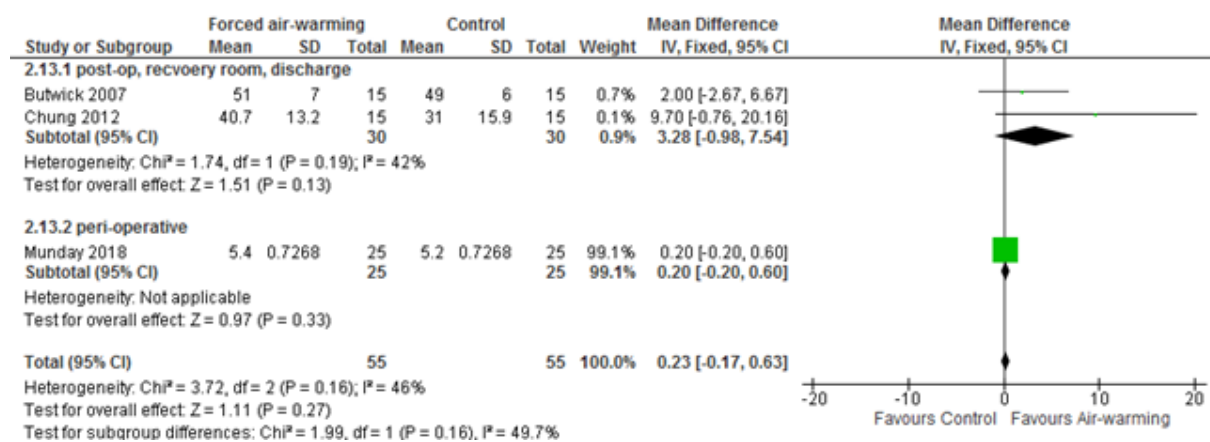 Forced air-warming Control Mean Difference Mean Difference
Study or Subgroup Mean SD Total Mean SD Total Weight IV, Fixed, 95% CI IV, Fixed, 95% CI
2.13.1 post-op, recvoery room, discharge
Butwick 2007 51 7 15 49 6 15 0.7% 2.00 [-2.67, 6.67]
Chung 2012 40.7 13.2 15 31 15.9 15 0.1% 9.70 [-0.76, 20.16]
Subtotal (95% CI) 30 30 0.9% 3.28 [-0.98, 7.54]
Heterogeneity: Chi² = 1.74, df = 1 (P = 0.19); I² = 42%
Test for overall effect: Z = 1.51 (P = 0.13)
2.13.2 peri-operative
Munday 2018 5.4 0.7268 25 5.2 0.7268 25 99.1% 0.20 [-0.20, 0.60]
Subtotal (95% CI) 25 25 99.1% 0.20 [-0.20, 0.60]
Heterogeneity: Not applicable
Test for overall effect: Z = 0.97 (P = 0.33)
Total (95% CI) 55 55 100.0% 0.23 [-0.17, 0.63]
Heterogeneity: Chi² = 3.72, df = 2 (P = 0.16); I² = 46%
Test for overall effect: Z = 1.11 (P = 0.27)
Test for subgroup differences: Chi² = 1.99, df = 1 (P = 0.16), I² = 49.7%
-20 -10 0 10 20
Favours Control Favours Air-warming